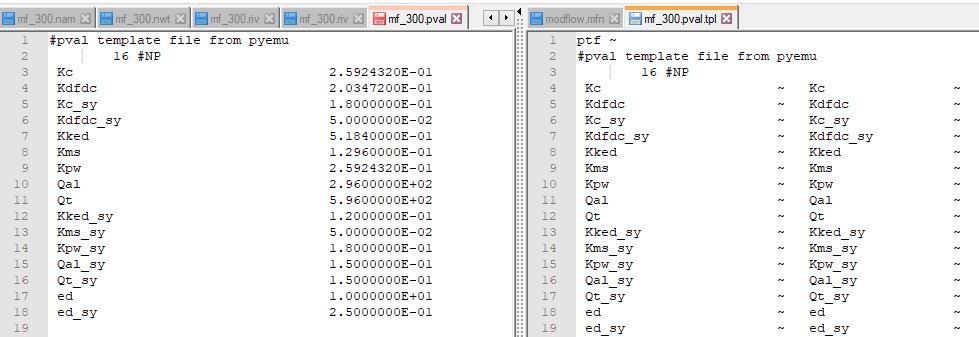 mf_300.nam mf_300.nwt mf_300.riv mf_300.riv mf_300.pval
1 #pval template file from pyemu
2 16 #NP
3 Kc 2.5924320E-01
4 Kdfdc 2.0347200E-01
5 Kc_sy 1.8000000E-01
6 Kdfdc_sy 5.0000000E-02
7 Kked 5.1840000E-01
8 Kms 1.2960000E-01
9 Kpw 2.5924320E-01
10 Qal 2.9600000E+02
11 Qt 5.9600000E+02
12 Kked_sy 1.2000000E-01
13 Kms_sy 5.0000000E-02
14 Kpw_sy 1.8000000E-01
15 Qal_sy 1.5000000E-01
16 Qt_sy 1.5000000E-01
17 ed 1.0000000E+01
18 ed_sy 2.5000000E-01
19
modflow.mfn mf_300.pval.tpl
1 ptf ~
2 #pval template file from pyemu
3 16 #NP
4 Kc ~ Kc ~
5 Kdfdc ~ Kdfdc ~
6 Kc_sy ~ Kc_sy ~
7 Kdfdc_sy ~ Kdfdc_sy ~
8 Kked ~ Kked ~
9 Kms ~ Kms ~
10 Kpw ~ Kpw ~
11 Qal ~ Qal ~
12 Qt ~ Qt ~
13 Kked_sy ~ Kked_sy ~
14 Kms_sy ~ Kms_sy ~
15 Kpw_sy ~ Kpw_sy ~
16 Qal_sy ~ Qal_sy ~
17 Qt_sy ~ Qt_sy ~
18 ed ~ ed ~
19 ed_sy ~ ed_sy ~